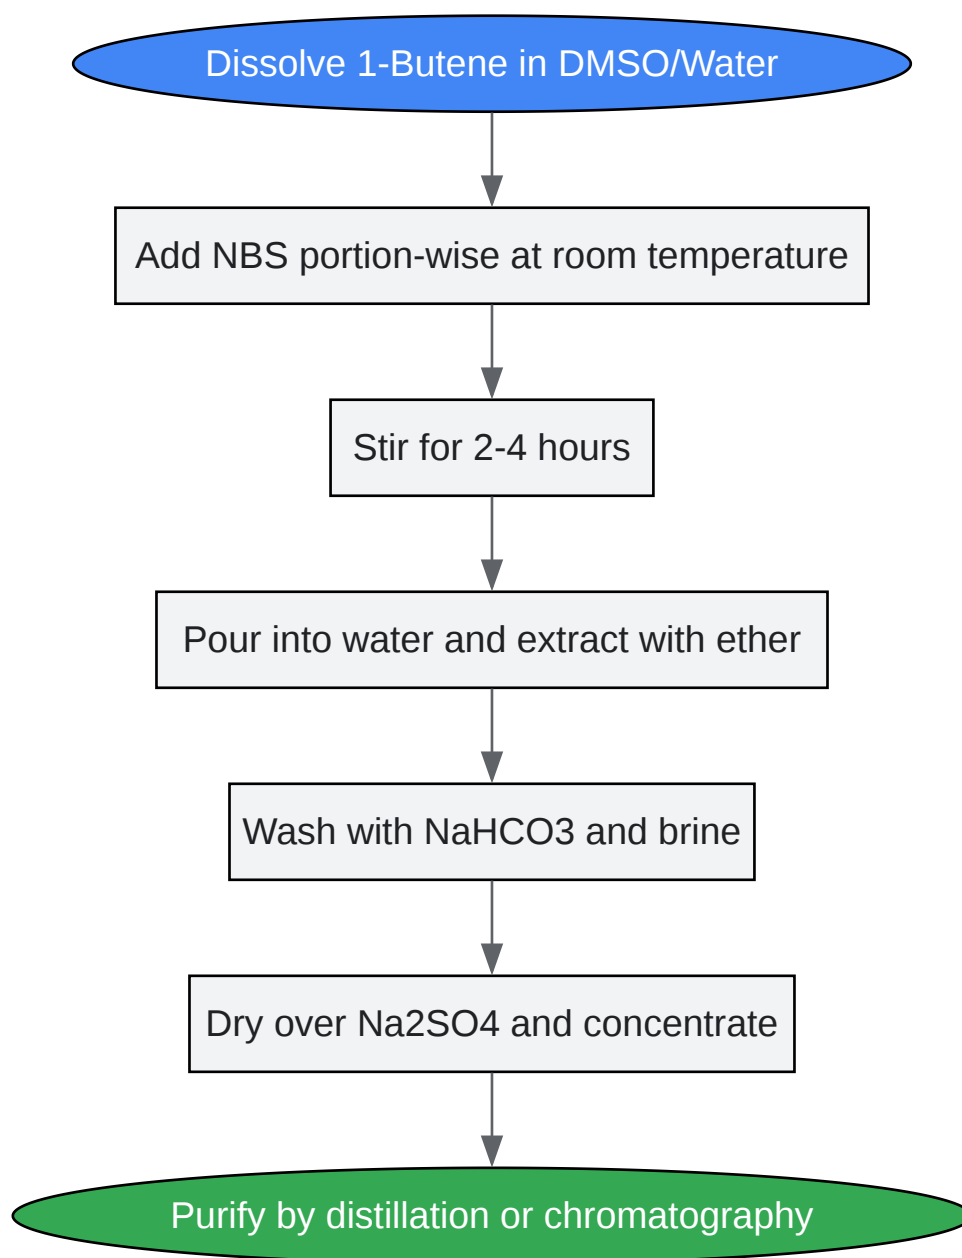 Dissolve 1-Butene in DMSO/Water
Add NBS portion-wise at room temperature
Stir for 2-4 hours
Pour into water and extract with ether
Wash with NaHCO3 and brine
Dry over Na2SO4 and concentrate
Purify by distillation or chromatography